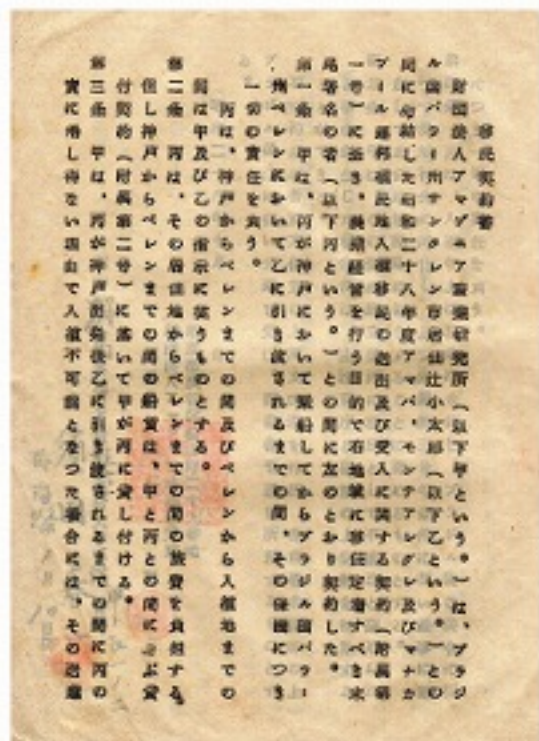 移民契約書
財団法人アマゾニア産業研究所(以下甲という。)は、ブラジ
ル国パラー州サンタレン市居住辻小太郎(以下乙という。)との
間に締結した昭和二十八年度アマパ、モンテアレグレ及びマナカ
プール連邦植民地入植移民の送出及び受入に関する契約(附属第
一号)に基き、農業経営を行う目的で右地域に移住定着すべき末
尾署名の者(以下丙という。)との間に左のとおり契約した。
第一条 甲は、丙が神戸において乗船してからブラジル国パラー
州ベレンにおいて乙に引き渡されるまでの間、その保護につき
一切の責任を負う。
丙は、神戸からベレンまでの間及びベレンから入植地までの
間は甲及び乙の指示に従うものとする。
第二条 丙は、その居住地からベレンまでの間の旅費を負担する。
但し神戸からベレンまでの間の船賃は、甲と丙との間に結ぶ貸
付契約(附属第二号)に基いて甲が丙に貸し付ける。
第三条 甲は、丙が神戸出発後乙に引き渡されるまでの間に丙の
責に帰し得ない理由で入植不可能となつた場合には、その送還